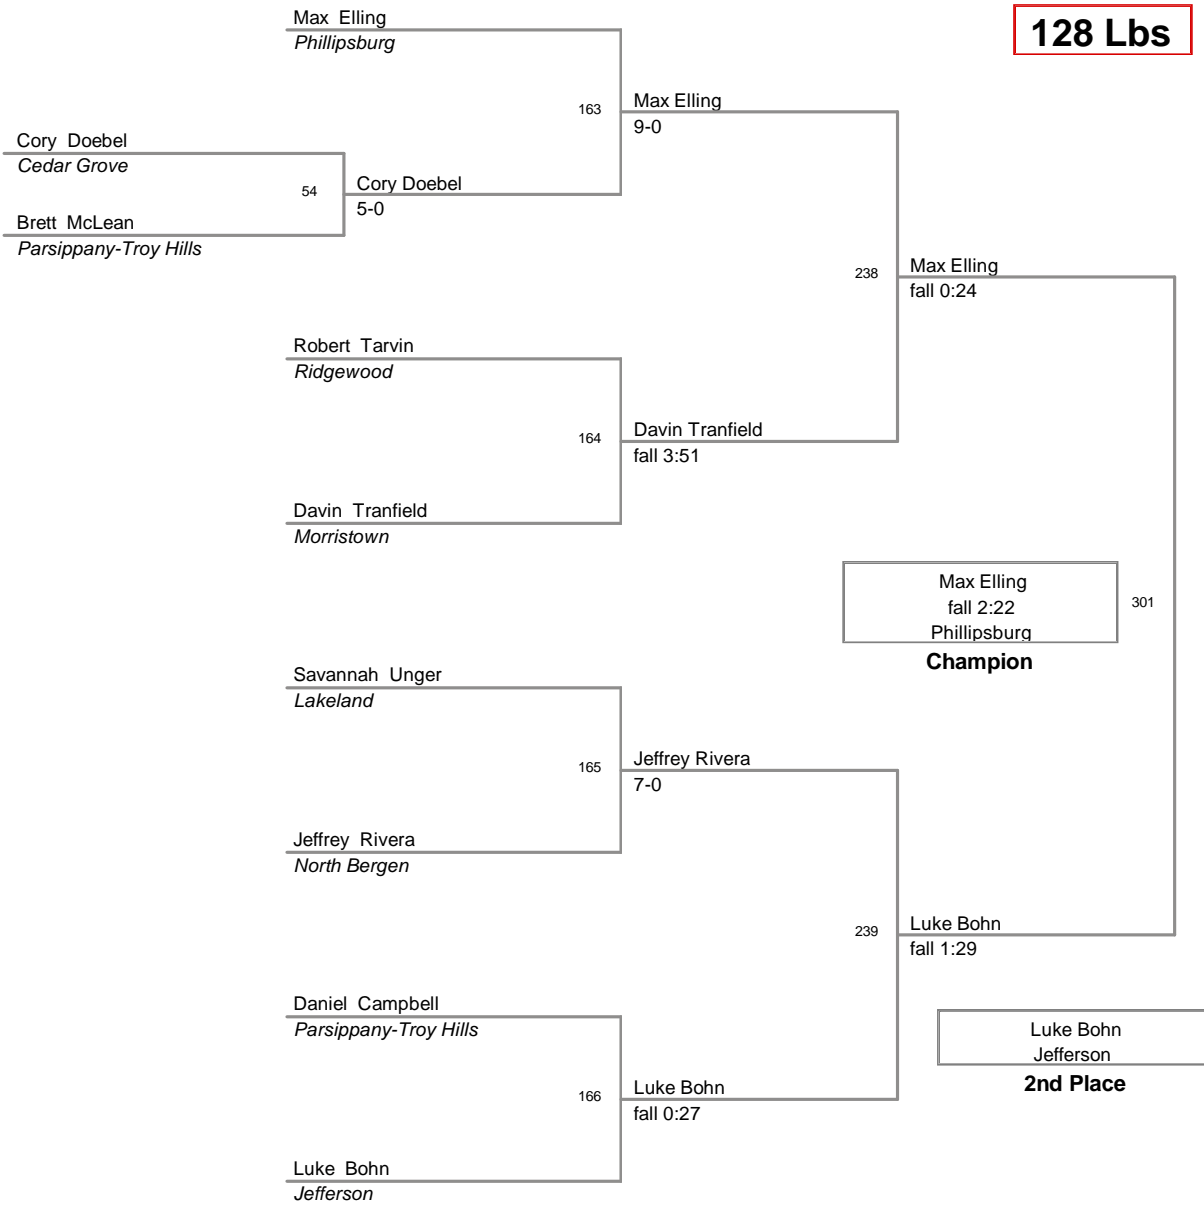 Max Elling
Phillipsburg
128 Lbs
163
Max Elling
9-0
Cory Doebel
Cedar Grove
54
Cory Doebel
5-0
Brett McLean
Parsippany-Troy Hills
238
Max Elling
fall 0:24
Robert Tarvin
Ridgewood
164
Davin Tranfield
fall 3:51
Davin Tranfield
Morristown
Max Elling
fall 2:22
Phillipsburg
301
Champion
Savannah Unger
Lakeland
165
Jeffrey Rivera
7-0
Jeffrey Rivera
North Bergen
239
Luke Bohn
fall 1:29
Daniel Campbell
Parsippany-Troy Hills
Luke Bohn
Jefferson
2nd Place
166
Luke Bohn
fall 0:27
Luke Bohn
Jefferson